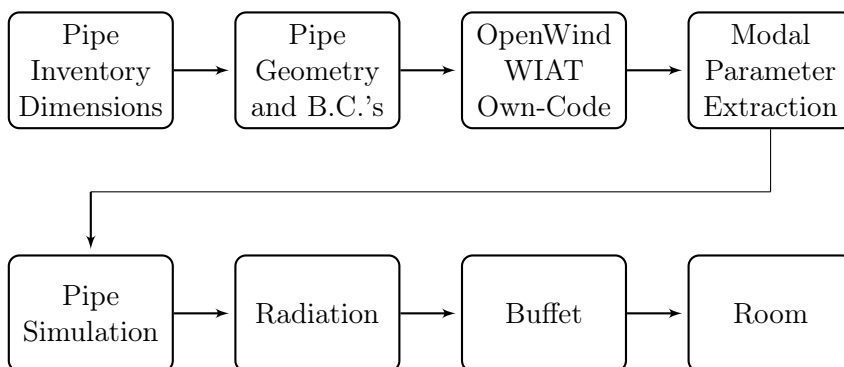 Pipe
Inventory
Dimensions
Pipe
Geometry
and B.C.'s
OpenWind
WIAT
Own-Code
Modal
Parameter
Extraction
Pipe
Simulation
Radiation
Buffet
Room